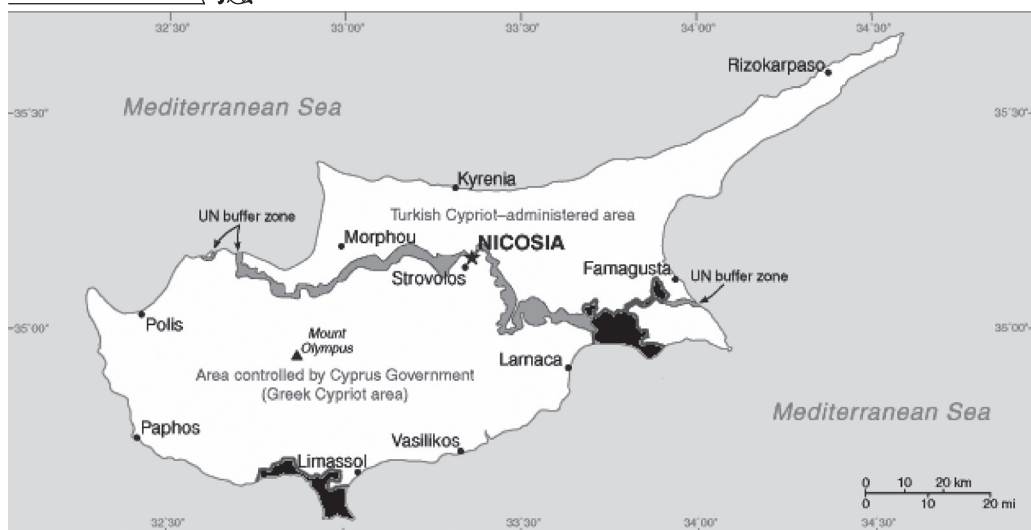 32°30"
33°00
33°30"
34°00
34°30"
Rizokarpaso
Mediterranean Sea
35°30"
35°30"
Kyrenia
UN buffer zone
Turkish Cypriot–administered area
Morphou
NICOSIA
Strovolos
Famagusta
UN buffer zone
Polis
35°00"
35°00"
Mount
Olympus
Larnaca
Area controlled by Cyprus Government
(Greek Cypriot area)
Mediterranean Sea
Paphos
Vasilikos
Limassol
0 10 20 km
0 10 20 mi
32°30"
33°00
33°30"
34°00
34°30"